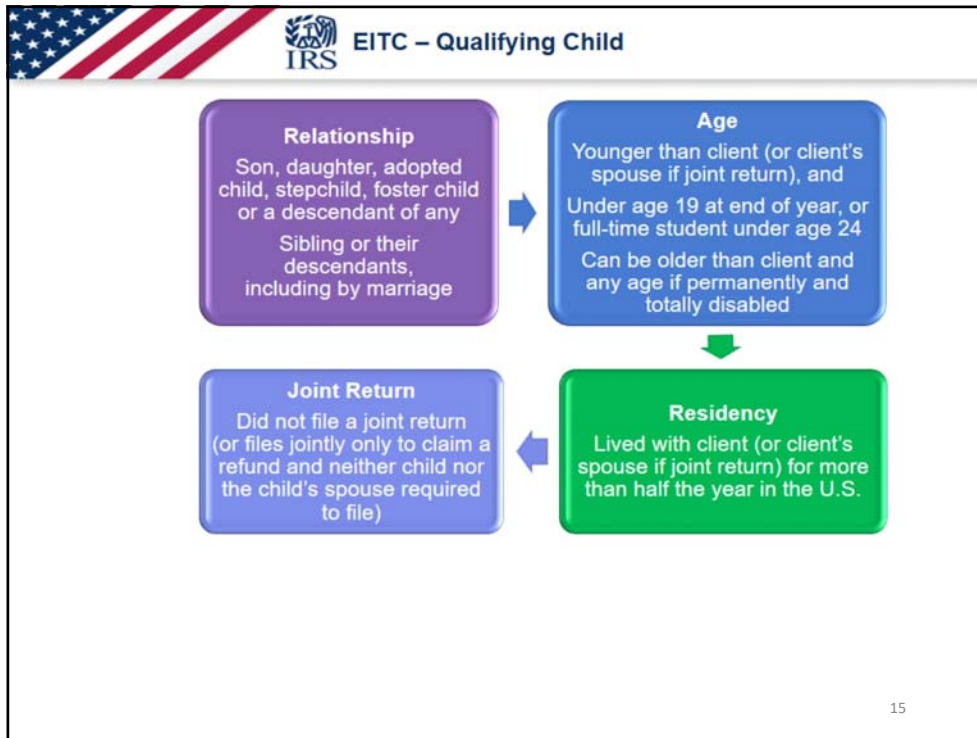 IRS
EITC – Qualifying Child
Relationship
Son, daughter, adopted
child, stepchild, foster child
or a descendant of any
Sibling or their
descendants,
including by marriage
Age
Younger than client (or client's
spouse if joint return), and
Under age 19 at end of year, or
full-time student under age 24
Can be older than client and
any age if permanently and
totally disabled
Residency
Lived with client (or client's
spouse if joint return) for more
than half the year in the U.S.
Joint Return
Did not file a joint return
(or files jointly only to claim a
refund and neither child nor
the child's spouse required
to file)
15